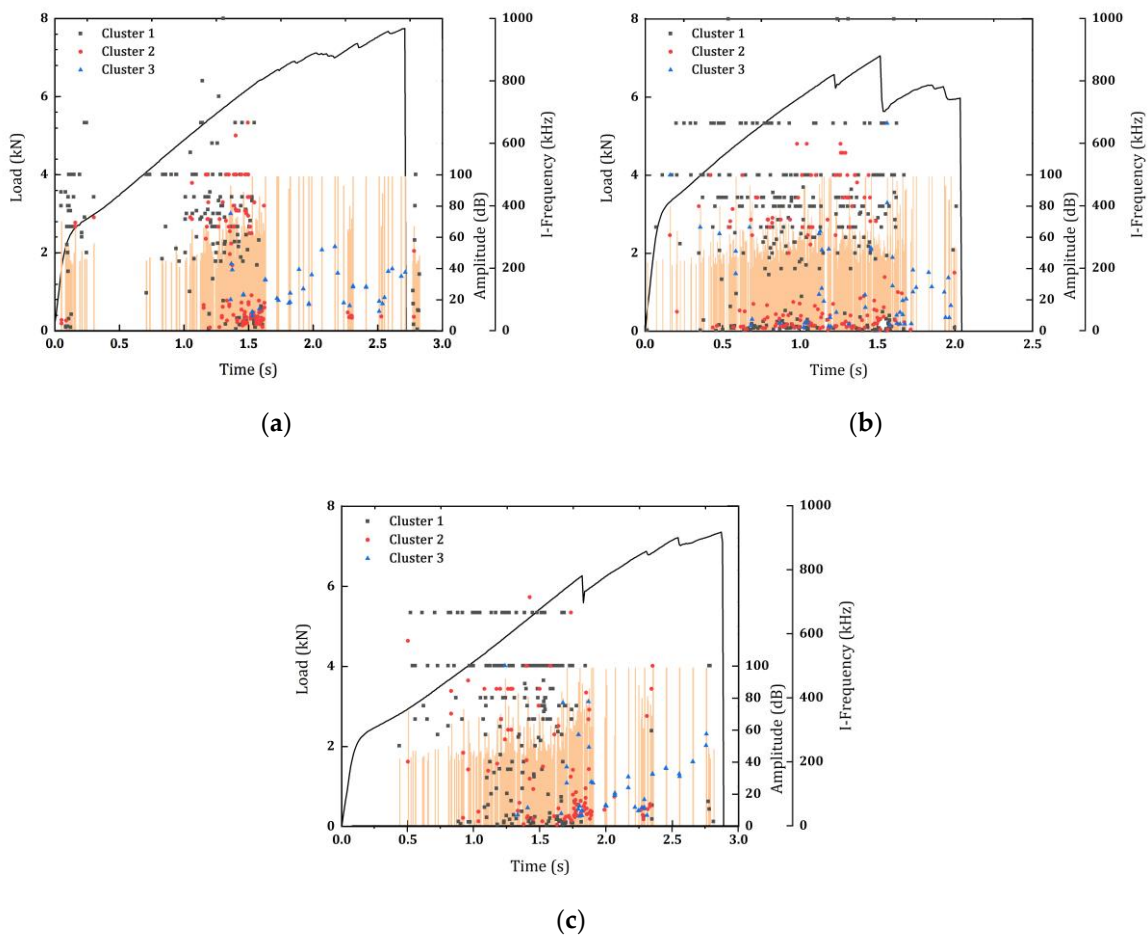 8
6
4
2
0
Load (kN)
Cluster 1
Cluster 2
Cluster 3
100
80
60
40
20
0
Amplitude (dB)
1000
800
600
400
200
0
I-Frequency (kHz)
0.0 0.5 1.0 1.5 2.0 2.5 3.0
Time (s)
(a)
8
6
4
2
0
Load (kN)
Cluster 1
Cluster 2
Cluster 3
100
80
60
40
20
0
Amplitude (dB)
1000
800
600
400
200
0
I-Frequency (kHz)
0.0 0.5 1.0 1.5 2.0 2.5
Time (s)
(b)
8
6
4
2
0
Load (kN)
Cluster 1
Cluster 2
Cluster 3
100
80
60
40
20
0
Amplitude (dB)
1000
800
600
400
200
0
I-Frequency (kHz)
0.0 0.5 1.0 1.5 2.0 2.5 3.0
Time (s)
(c)